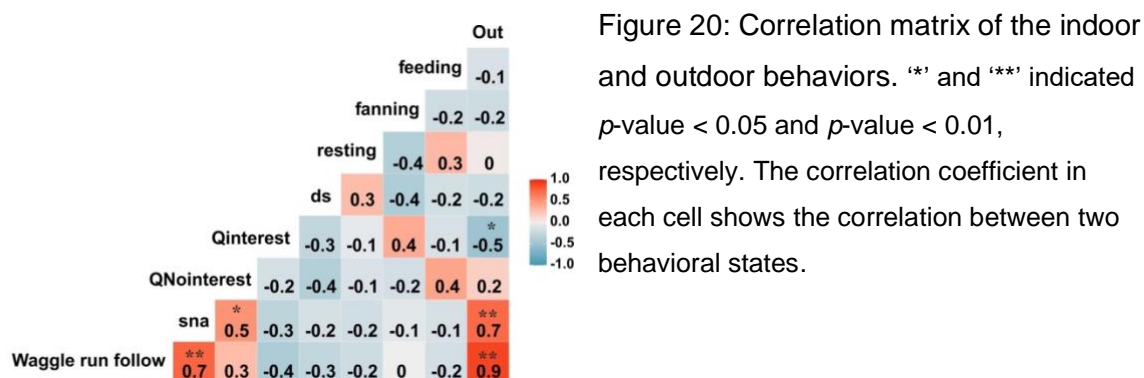 Out
feeding -0.1
fanning -0.2 -0.2
resting -0.4 0.3 0
ds 0.3 -0.4 -0.2 -0.2
*
Qinterest -0.3 -0.1 0.4 -0.1 -0.5
QNointerest -0.2 -0.4 -0.1 -0.2 0.4 0.2
* **
sna 0.5 -0.3 -0.2 -0.2 -0.1 -0.1 0.7
** **
Waggle run follow 0.7 0.3 -0.4 -0.3 -0.2 0 -0.2 0.9
1.0
0.5
0.0
-0.5
-1.0
Figure 20: Correlation matrix of the indoor
and outdoor behaviors. ‘*’ and ‘**’ indicated
p-value < 0.05 and p-value < 0.01,
respectively. The correlation coefficient in
each cell shows the correlation between two
behavioral states.